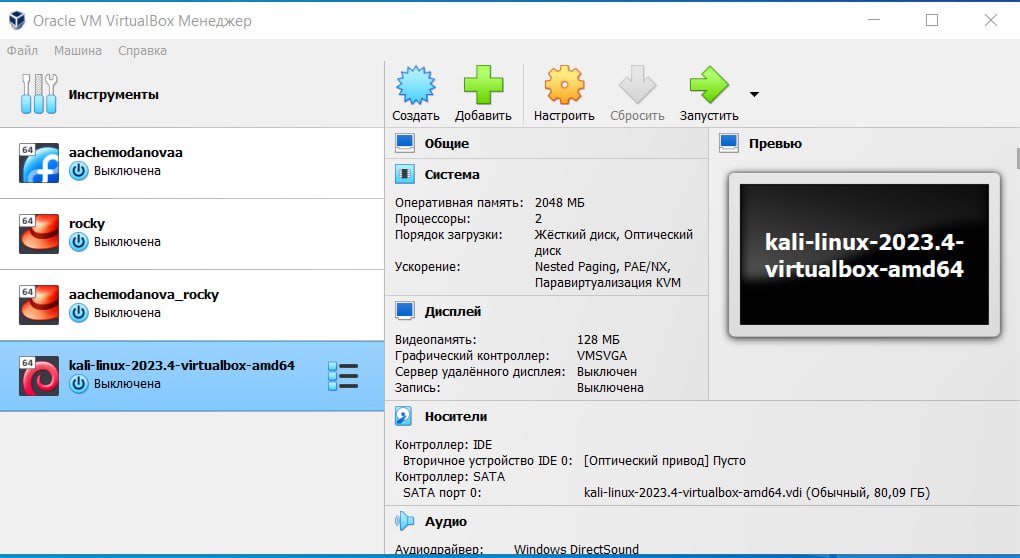 Oracle VM VirtualBox Менеджер
Файл Машина Справка
Инструменты
Создать Добавить Настроить Сбросить Запустить
64
aachemodanovaa
Выключена
64
rocky
Выключена
64
aachemodanova_rocky
Выключена
64
kali-linux-2023.4-virtualbox-amd64
Выключена
Общие
Система
Оперативная память: 2048 МБ
Процессоры: 2
Порядок загрузки: Жёсткий диск, Оптический
диск
Ускорение: Nested Paging, PAE/NX,
Паравиртуализация KVM
Дисплей
Видеопамять: 128 МБ
Графический контроллер: VMSVGA
Сервер удалённого дисплея: Выключен
Запись: Выключена
Превью
kali-linux-2023.4-
virtualbox-amd64
Носители
Контроллер: IDE
Вторичное устройство IDE 0: [Оптический привод] Пусто
Контроллер: SATA
SATA порт 0: kali-linux-2023.4-virtualbox-amd64.vdi (Обычный, 80,09 ГБ)
Аудио
Аудиодрайвер: Windows DirectSound